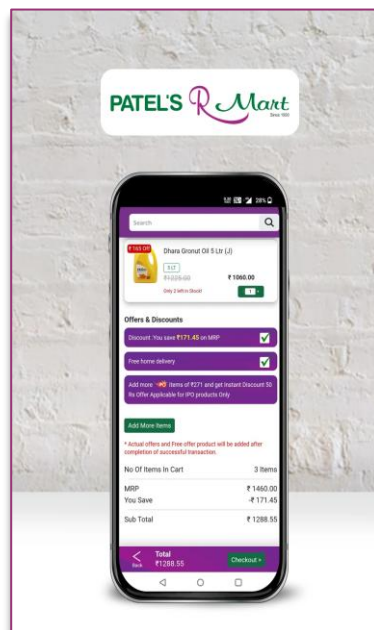 PATEL'S R Mart
Since 1991
28%
Search
₹ 165 Off
Dhara Gronut Oil 5 Ltr (J)
5 LT
₹1225.00
₹ 1060.00
Only 2 left in Stock!
1
Offers & Discounts
Discount :You save ₹171.45 on MRP
Free home delivery
Add more IPO items of ₹271 and get Instant Discount 50
Rs Offer Applicable for IPO products Only
Add More Items
* Actual offers and Free offer product will be added after
completion of successful transaction.
No Of Items In Cart 3 Items
MRP ₹ 1460.00
You Save -₹ 171.45
Sub Total ₹ 1288.55
Back
Total
₹1288.55
Checkout >